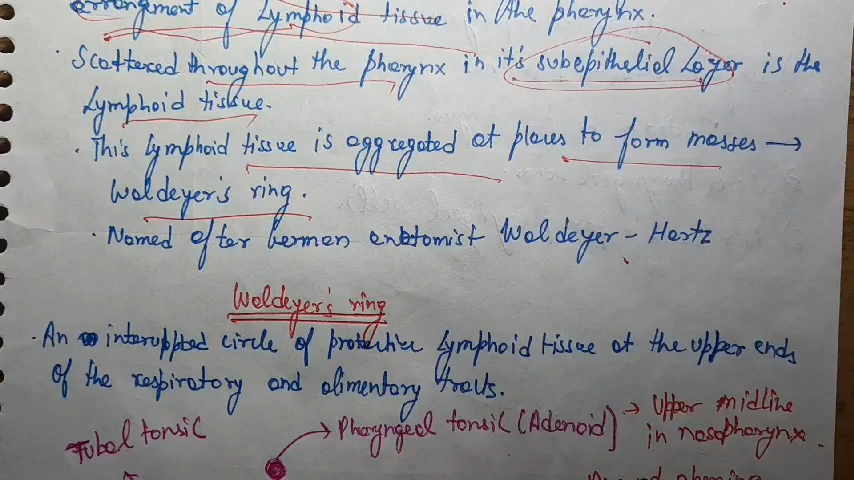 arrangement of Lymphoid tissue in the pharynx.
· Scattered throughout the pharynx in it's subepithelial Layer is the
Lymphoid tissue.
· This Lymphoid tissue is aggregated at places to form masses →
Waldeyer's ring.
· Named after German anatomist Waldeyer - Hartz
Waldeyer's ring
· An interuppted circle of protective Lymphoid tissue at the upper ends
of the respiratory and alimentary tracts.
Tubal tonsil
→ Pharyngeal tonsil (Adenoid)] → Upper midline
in nasopharynx.